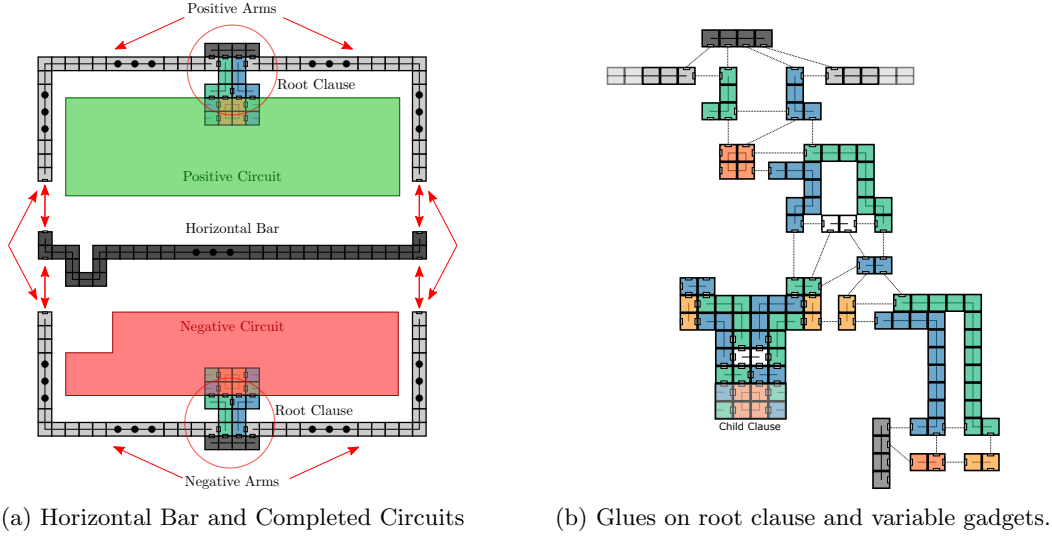 Positive Arms
Root Clause
Positive Circuit
Horizontal Bar
Negative Circuit
Root Clause
Negative Arms
Child Clause
(a) Horizontal Bar and Completed Circuits
(b) Glues on root clause and variable gadgets.